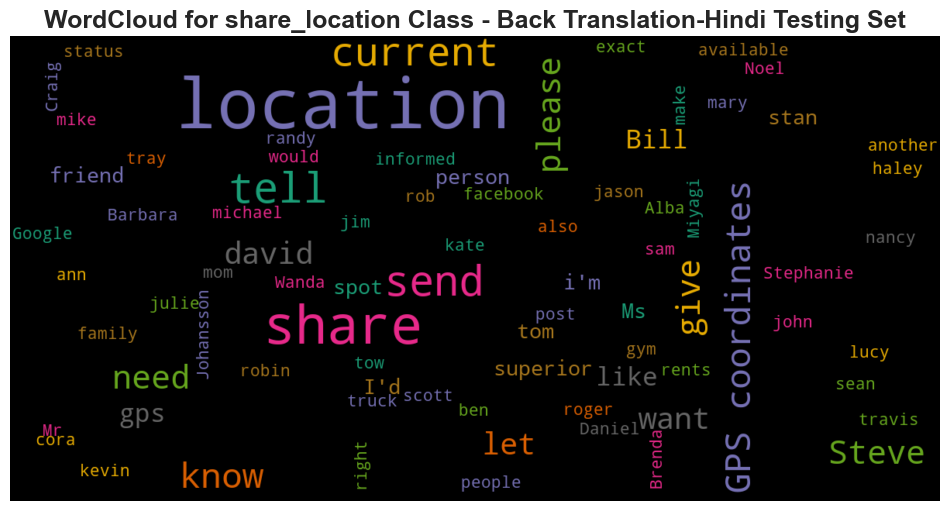 WordCloud for share_location Class - Back Translation-Hindi Testing Set
status
current
exact
available
Craig
location
please
Noel
mike
make
mary
stan
randy
Bill
another
tray
would
informed
haley
friend
tell
person
rob
facebook
jason
Barbara
michael
jim
Alba
Miyagi
also
Google
david
kate
sam
nancy
ann
mom
Wanda
spot
send
i'm
give
GPS coordinates
Stephanie
julie
Johansson
share
post
Ms
john
family
tom
gym
lucy
robin
tow
superior
like
rents
need
I'd
sean
truck
scott
gps
ben
roger
want
travis
Mr
cora
Daniel
let
Steve
kevin
know
right
people
Brenda